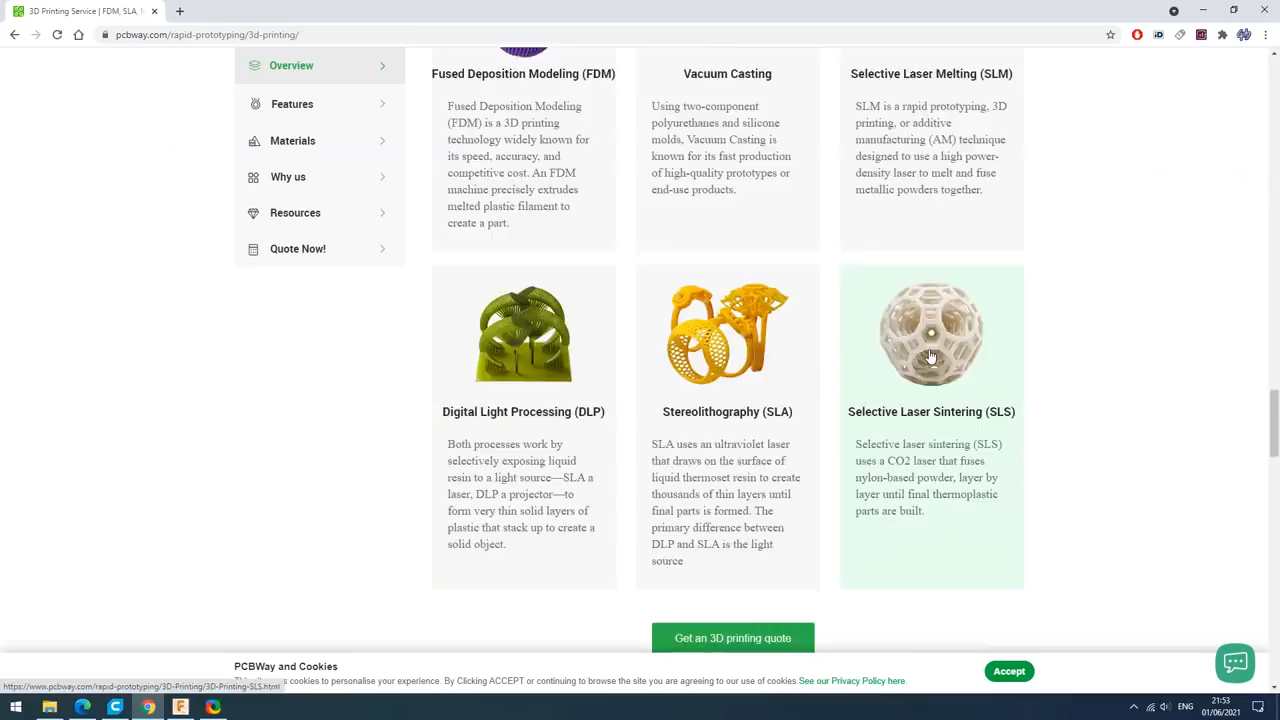 3D Printing Service | FDM, SLA, M
pcbway.com/rapid-prototyping/3d-printing/
Overview
Features
Materials
Why us
Resources
Quote Now!
Fused Deposition Modeling (FDM)
Fused Deposition Modeling
(FDM) is a 3D printing
technology widely known for
its speed, accuracy, and
competitive cost. An FDM
machine precisely extrudes
melted plastic filament to
create a part.
Vacuum Casting
Using two-component
polyurethanes and silicone
molds, Vacuum Casting is
known for its fast production
of high-quality prototypes or
end-use products.
Selective Laser Melting (SLM)
SLM is a rapid prototyping, 3D
printing, or additive
manufacturing (AM) technique
designed to use a high power-
density laser to melt and fuse
metallic powders together.
Digital Light Processing (DLP)
Both processes work by
selectively exposing liquid
resin to a light source—SLA a
laser, DLP a projector—to
form very thin solid layers of
plastic that stack up to create a
solid object.
Stereolithography (SLA)
SLA uses an ultraviolet laser
that draws on the surface of
liquid thermoset resin to create
thousands of thin layers until
final parts is formed. The
primary difference between
DLP and SLA is the light
source
Selective Laser Sintering (SLS)
Selective laser sintering (SLS)
uses a CO2 laser that fuses
nylon-based powder, layer by
layer until final thermoplastic
parts are built.
Get an 3D printing quote
PCBWay and Cookies
cookies to personalise your experience. By Clicking ACCEPT or continuing to browse the site you are agreeing to our use of cookies.See our Privacy Policy here.
Accept
https://www.pcbway.com/rapid-prototyping/3D-Printing/3D-Printing-SLS.html
ENG
21:53
01/06/2021